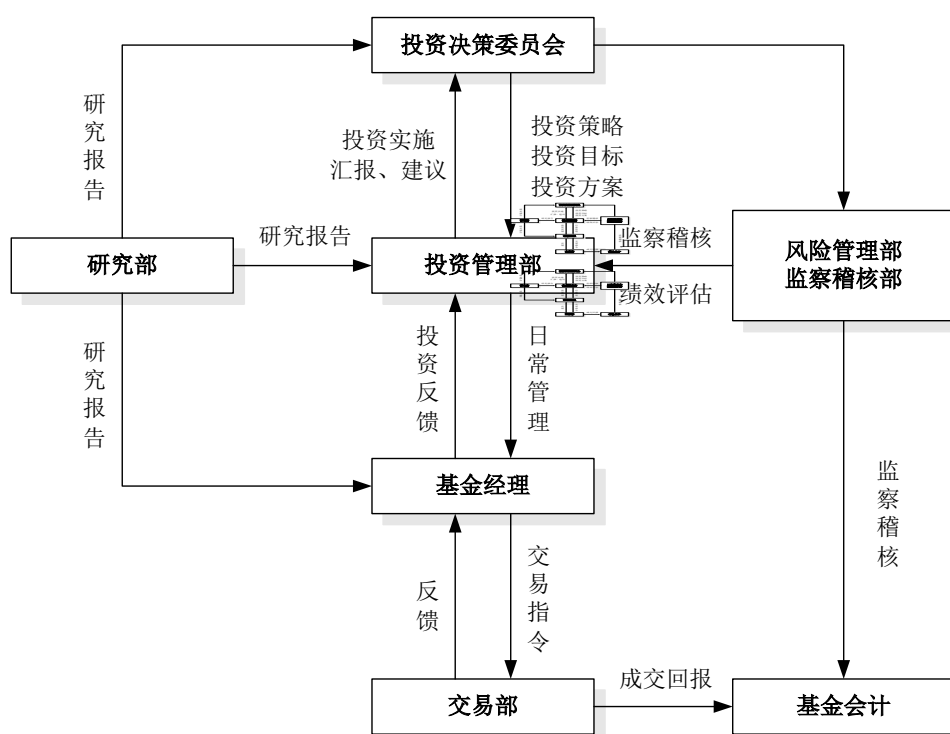 投资决策委员会
研究报告
投资实施
汇报、建议
投资策略
投资目标
投资方案
研究部
研究报告
投资管理部
监察稽核
绩效评估
风险管理部
监察稽核部
研究报告
投资反馈
日常管理
基金经理
监察稽核
反馈
交易指令
交易部
成交回报
基金会计